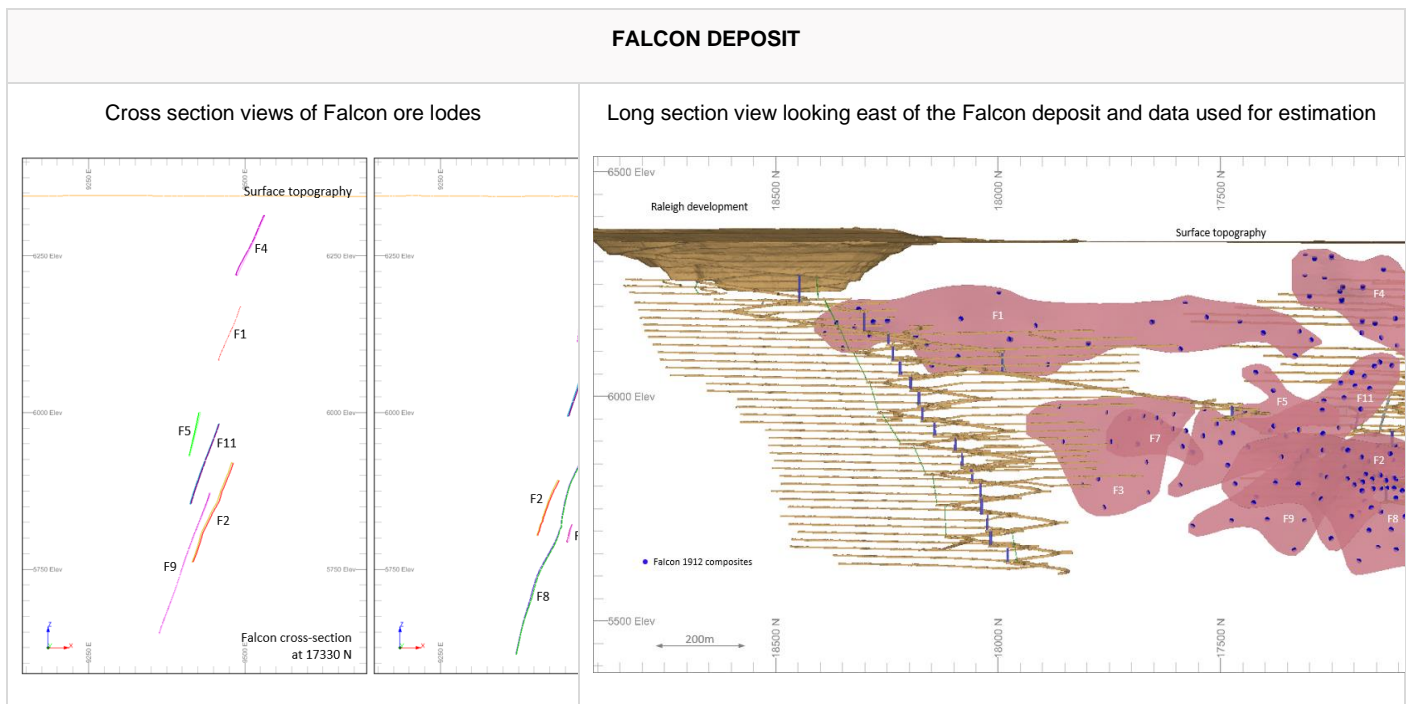 FALCON DEPOSIT
Cross section views of Falcon ore lodes
9250 E
9500 E
Surface topography
F4
6250 Elev
F1
6000 Elev
F5
F11
F2
5750 Elev
F9
Z
X
Falcon cross-section
at 17330 N
9250 E
9500 E
9250 E
6250 Elev
6000 Elev
F2
5750 Elev
F8
Z
X
9250 E
Long section view looking east of the Falcon deposit and data used for estimation
6500 Elev
18500 N
18000 N
17500 N
Raleigh development
Surface topography
F4
F1
6000 Elev
F5
F11
F7
F2
F3
F9
F8
Falcon 1912 composites
5500 Elev
200m
18500 N
18000 N
17500 N